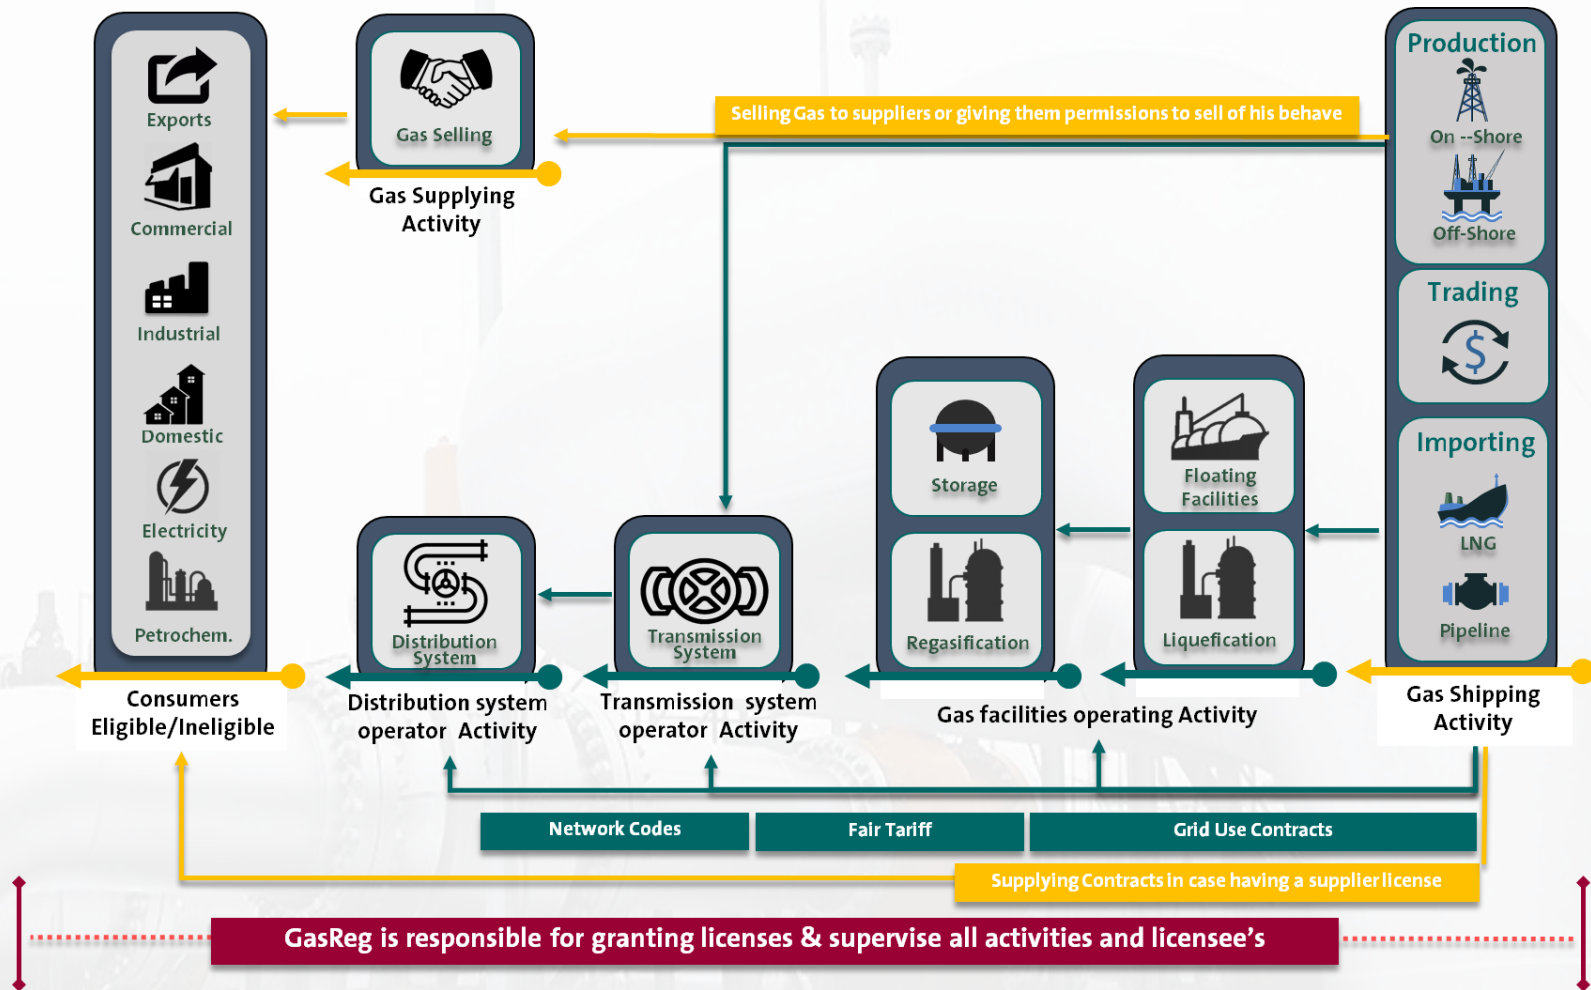 Exports
Commercial
Industrial
Domestic
Electricity
Petrochem.
Consumers
Eligible/Ineligible
Gas Selling
Gas Supplying
Activity
Selling Gas to suppliers or giving them permissions to sell of his behave
Production
On --Shore
Off-Shore
Trading
$
Importing
LNG
Pipeline
Gas Shipping
Activity
Storage
Regasification
Floating
Facilities
Liquefication
Gas facilities operating Activity
Transmission
System
Transmission system
operator Activity
Distribution
System
Distribution system
operator Activity
Network Codes
Fair Tariff
Grid Use Contracts
Supplying Contracts in case having a supplier license
GasReg is responsible for granting licenses & supervise all activities and licensee's